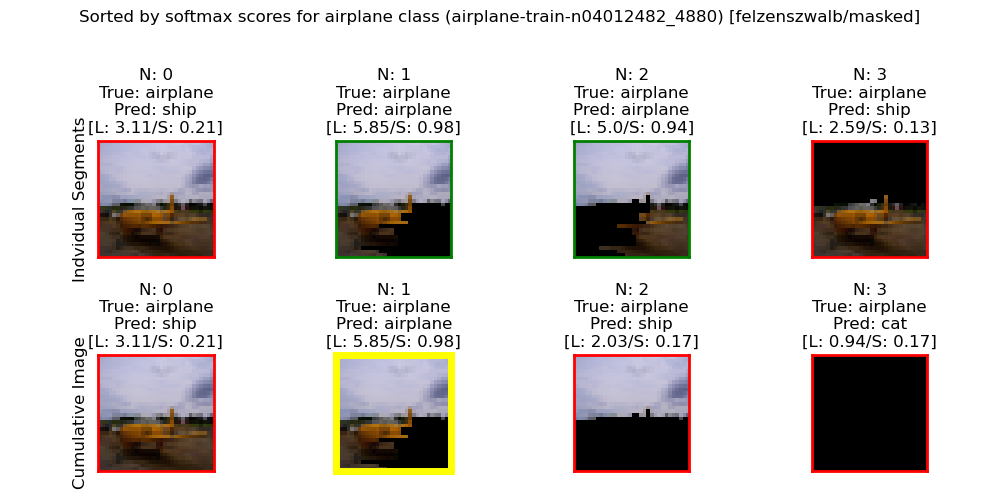 Sorted by softmax scores for airplane class (airplane-train-n04012482_4880) [felzenszwalb/masked]
Indvidual Segments
N: 0
True: airplane
Pred: ship
[L: 3.11/S: 0.21]
N: 1
True: airplane
Pred: airplane
[L: 5.85/S: 0.98]
N: 2
True: airplane
Pred: airplane
[L: 5.0/S: 0.94]
N: 3
True: airplane
Pred: ship
[L: 2.59/S: 0.13]
Cumulative Image
N: 0
True: airplane
Pred: ship
[L: 3.11/S: 0.21]
N: 1
True: airplane
Pred: airplane
[L: 5.85/S: 0.98]
N: 2
True: airplane
Pred: ship
[L: 2.03/S: 0.17]
N: 3
True: airplane
Pred: cat
[L: 0.94/S: 0.17]